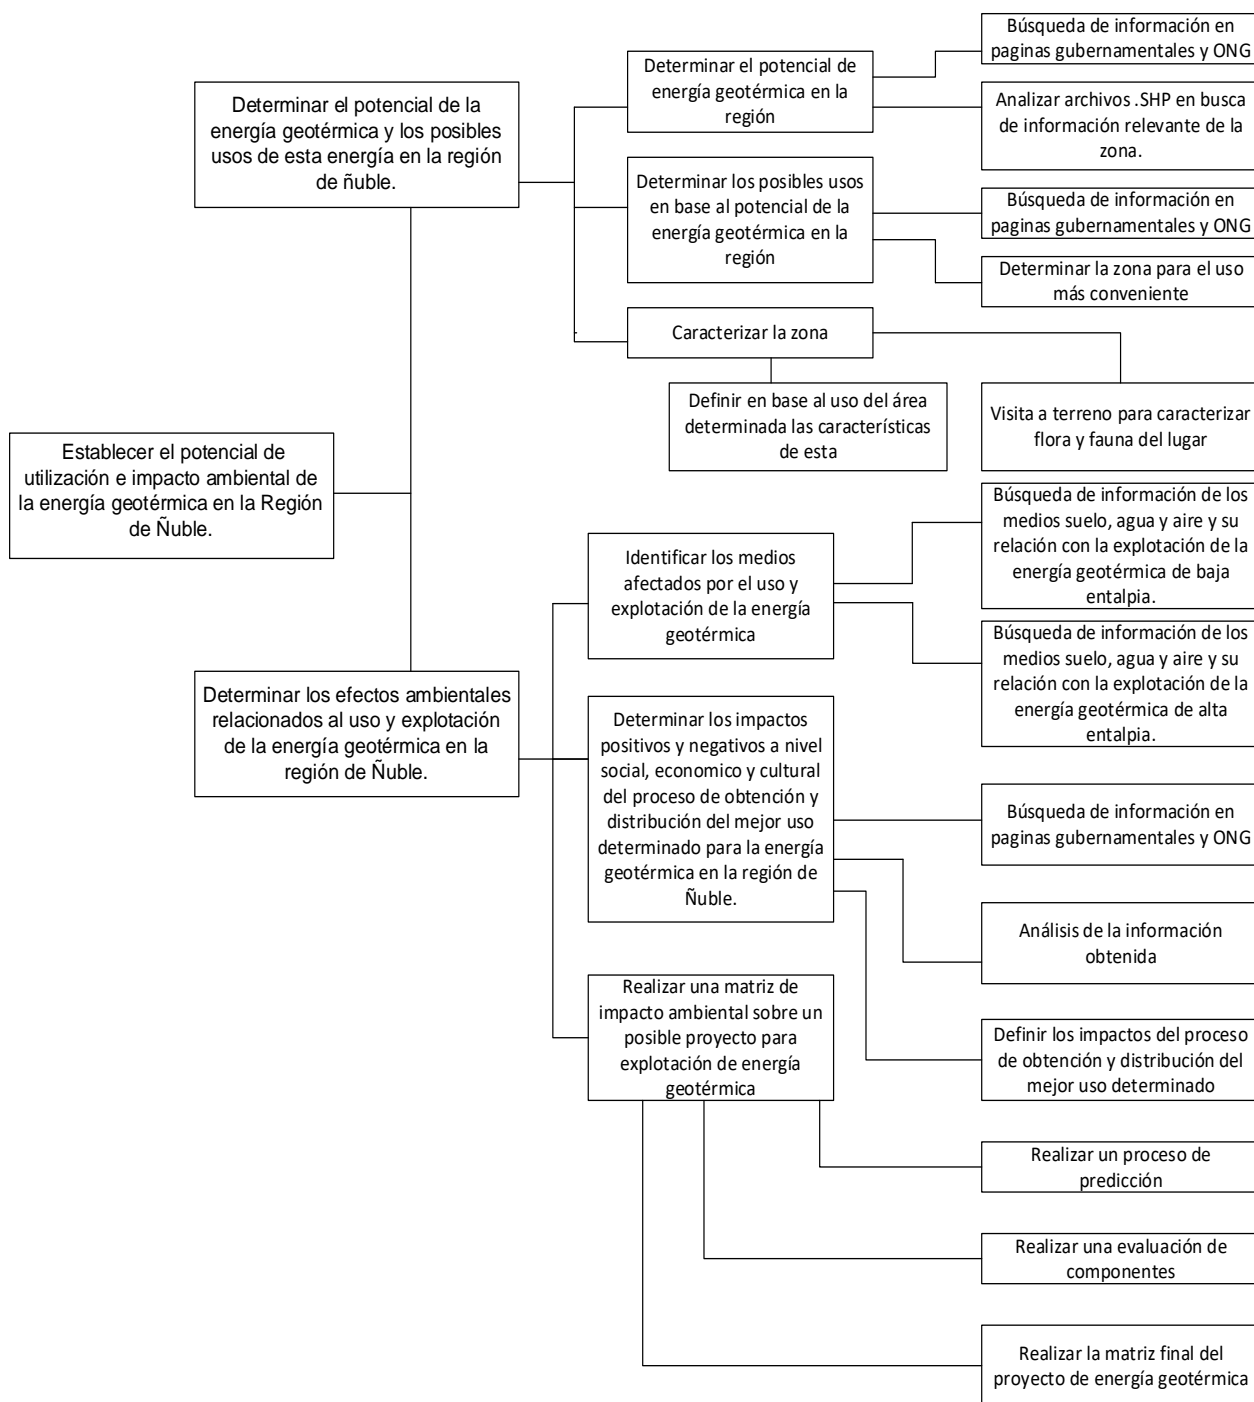 Búsqueda de información en
paginas gubernamentales y ONG
Determinar el potencial de
energía geotérmica en la
región
Analizar archivos .SHP en busca
de información relevante de la
zona.
Determinar el potencial de la
energía geotérmica y los posibles
usos de esta energía en la región
de ñuble.
Determinar los posibles usos
en base al potencial de la
energía geotérmica en la
región
Búsqueda de información en
paginas gubernamentales y ONG
Determinar la zona para el uso
más conveniente
Caracterizar la zona
Definir en base al uso del área
determinada las características
de esta
Visita a terreno para caracterizar
flora y fauna del lugar
Establecer el potencial de
utilización e impacto ambiental de
la energía geotérmica en la Región
de Ñuble.
Búsqueda de información de los
medios suelo, agua y aire y su
relación con la explotación de la
energía geotérmica de baja
entalpia.
Identificar los medios
afectados por el uso y
explotación de la energía
geotérmica
Búsqueda de información de los
medios suelo, agua y aire y su
relación con la explotación de la
energía geotérmica de alta
entalpia.
Determinar los efectos ambientales
relacionados al uso y explotación
de la energía geotérmica en la
región de Ñuble.
Determinar los impactos
positivos y negativos a nivel
social, economico y cultural
del proceso de obtención y
distribución del mejor uso
determinado para la energía
geotérmica en la región de
Ñuble.
Búsqueda de información en
paginas gubernamentales y ONG
Análisis de la información
obtenida
Definir los impactos del proceso
de obtención y distribución del
mejor uso determinado
Realizar una matriz de
impacto ambiental sobre un
posible proyecto para
explotación de energía
geotérmica
Realizar un proceso de
predicción
Realizar una evaluación de
componentes
Realizar la matriz final del
proyecto de energía geotérmica